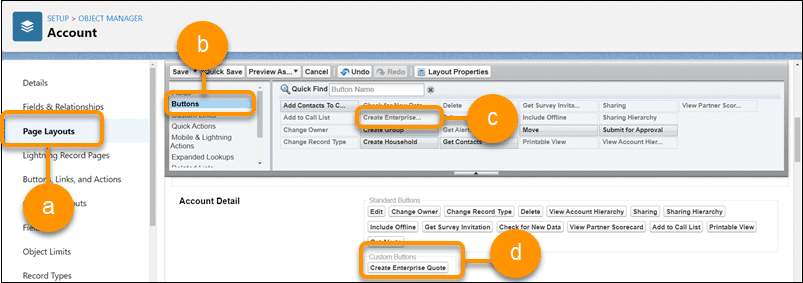 SETUP > OBJECT MANAGER
Account
b
Save Quick Save Preview As... Cancel Undo Redo Layout Properties
Details
Fields & Relationships
Page Layouts
Lightning Record Pages
Buttons, Links, and Actions
Object Limits
Record Types
a
Buttons
Custom Links
Quick Actions
Mobile & Lightning
Actions
Expanded Lookups
Related Lists
Quick Find Button Name
Add Contacts To C... Check for New Data Delete Get Survey Invita... Sharing View Partner Scor...
Add to Call List Create Enterprise... Include Offline Sharing Hierarchy
Change Owner Create Group Get Alerts Move Submit for Approval
Change Record Type Create Household Get Contacts Printable View View Account Hier...
c
Account Detail
Standard Buttons
Edit Change Owner Change Record Type Delete View Account Hierarchy Sharing Sharing Hierarchy
Include Offline Get Survey Invitation Check for New Data View Partner Scorecard Add to Call List Printable View
Get Alerts
Custom Buttons
Create Enterprise Quote
d